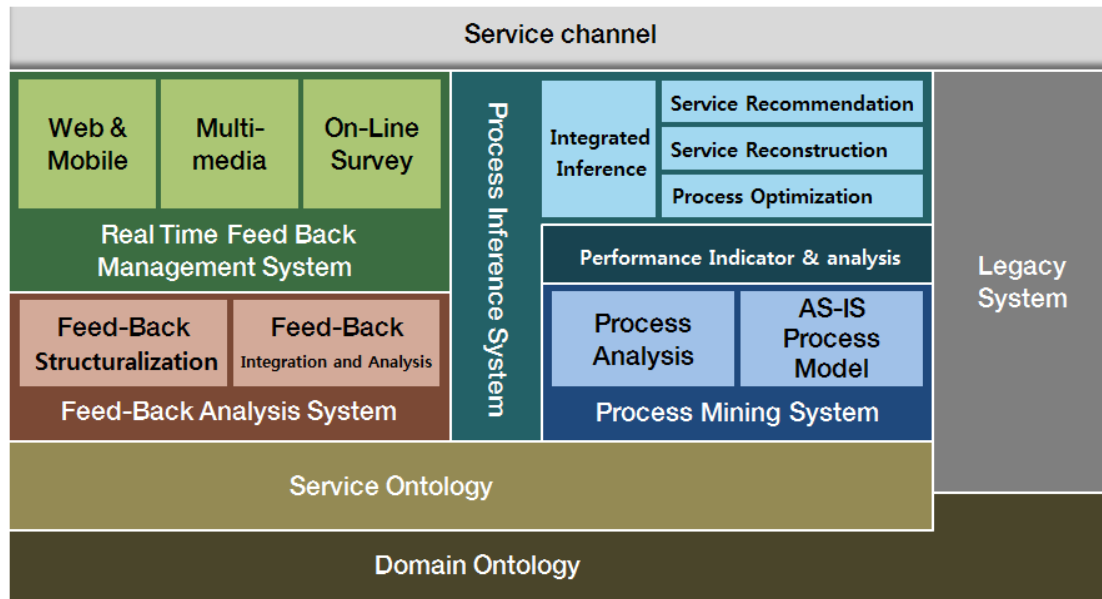 Service channel
Web &
Mobile
Multi-
media
On-Line
Survey
Real Time Feed Back
Management System
Feed-Back
Structuralization
Feed-Back
Integration and Analysis
Feed-Back Analysis System
Process Inference System
Integrated
Inference
Service Recommendation
Service Reconstruction
Process Optimization
Performance Indicator & analysis
Process
Analysis
AS-IS
Process
Model
Process Mining System
Legacy
System
Service Ontology
Domain Ontology